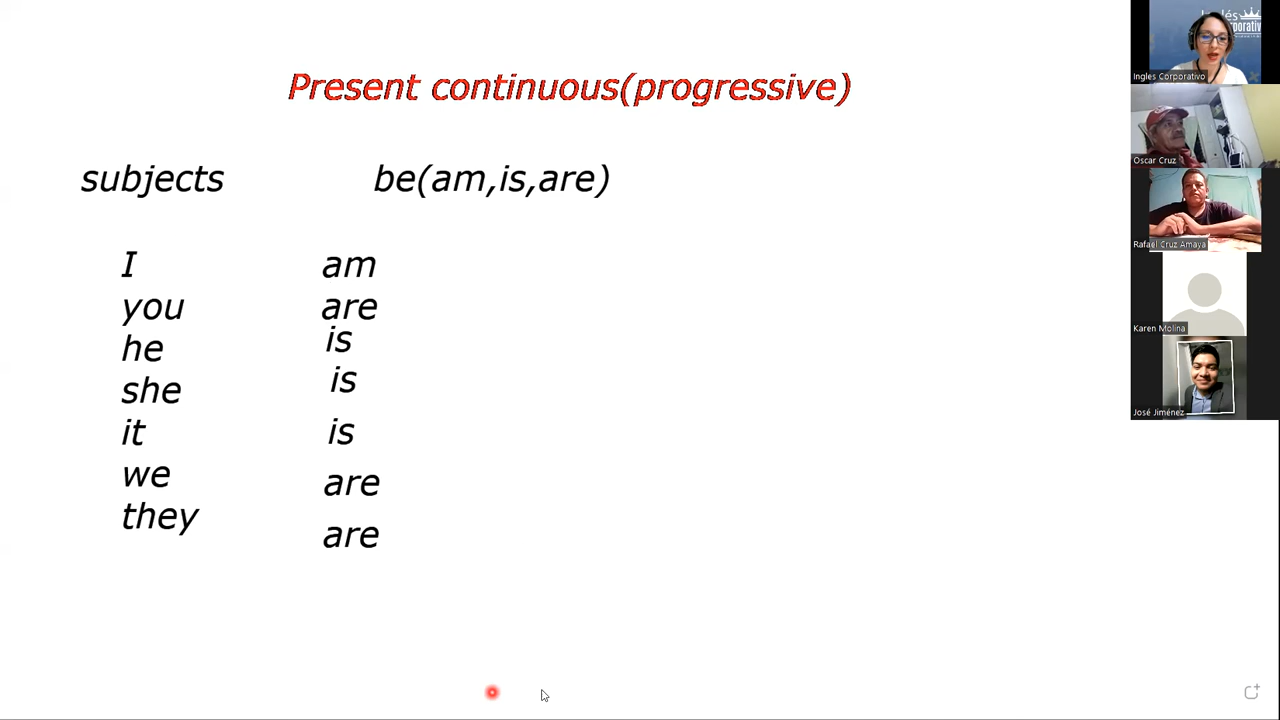 Present continuous(progressive)
subjects be(am,is,are)
I am
you are
he is
she is
it is
we are
they are
Ingles Corporativo
Oscar Cruz
Rafael Cruz Amaya
Karen Molina
José Jiménez